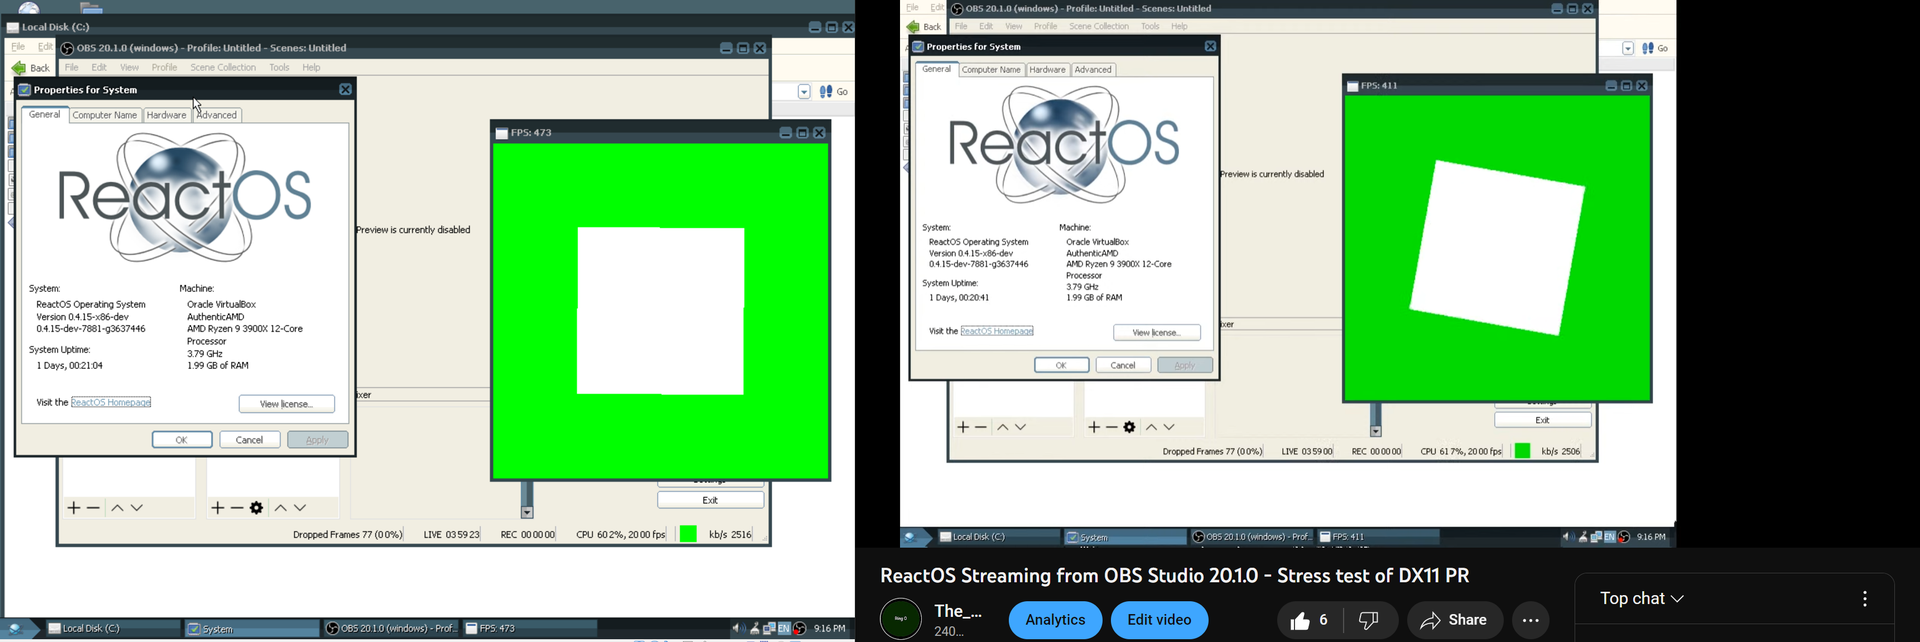 Local Disk (C:)
File Edit
OBS 20.1.0 (windows) - Profile: Untitled - Scenes: Untitled
Back
File Edit View Profile Scene Collection Tools Help
Properties for System
Go
General Computer Name Hardware Advanced
FPS: 473
ReactOS
Preview is currently disabled
System:
ReactOS Operating System
Version 0.4.15-x86-dev
0.4.15-dev-7881-g3637446
System Uptime:
1 Days, 00:21:04
Machine:
Oracle VirtualBox
AuthenticAMD
AMD Ryzen 9 3900X 12-Core
Processor
3.79 GHz
1.99 GB of RAM
Visit the ReactOS Homepage
View license...
ixer
OK Cancel Apply
Exit
Dropped Frames 77 (0 0%) LIVE 03 59 23 REC 00 00 00 CPU 60 2%, 20 00 fps kb/s 2516
Local Disk (C:) System OBS 20.1.0 (windows) - Prof... FPS: 473 EN 9:16 PM
File Edit
OBS 20.1.0 (windows) - Profile: Untitled - Scenes: Untitled
Back
File Edit View Profile Scene Collection Tools Help
Properties for System
Go
General Computer Name Hardware Advanced
FPS: 411
ReactOS
Preview is currently disabled
System:
ReactOS Operating System
Version 0.4.15-x86-dev
0.4.15-dev-7881-g3637446
System Uptime:
1 Days, 00:20:41
Machine:
Oracle VirtualBox
AuthenticAMD
AMD Ryzen 9 3900X 12-Core
Processor
3.79 GHz
1.99 GB of RAM
Visit the ReactOS Homepage
View license...
ixer
OK Cancel Apply
Exit
Dropped Frames 77 (0 0%) LIVE 03 59 00 REC 00 00 00 CPU 61 7%, 20 00 fps kb/s 2506
Local Disk (C:) System OBS 20.1.0 (windows) - Prof... FPS: 411 EN 9:16 PM
ReactOS Streaming from OBS Studio 20.1.0 - Stress test of DX11 PR
The_...
240...
Analytics
Edit video
6
Share
Top chat